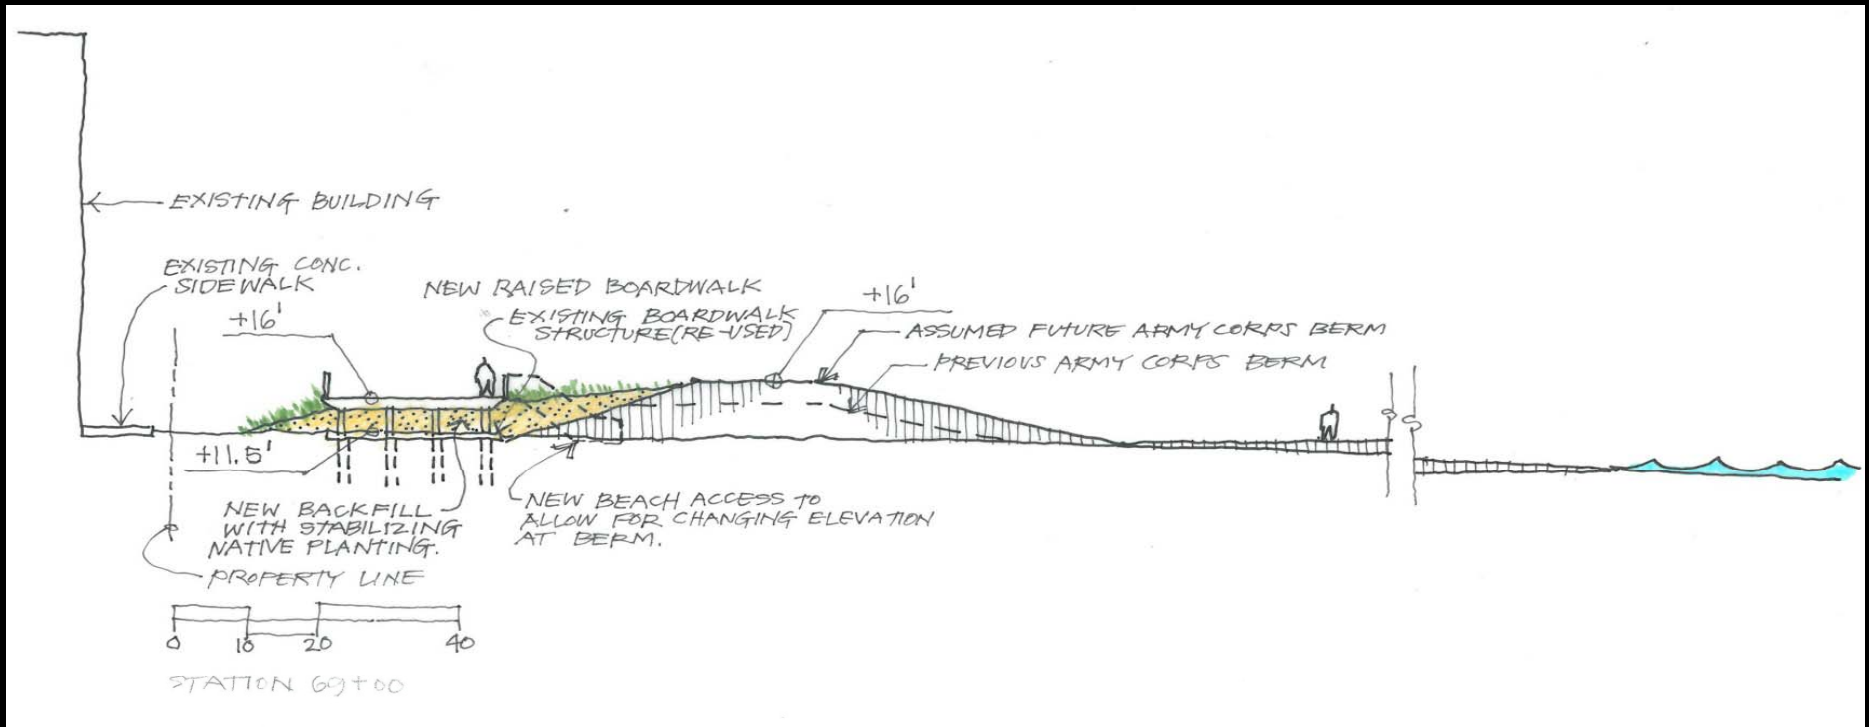 EXISTING BUILDING
EXISTING CONC.
SIDEWALK
+16'
NEW RAISED BOARDWALK
EXISTING BOARDWALK
STRUCTURE (RE-USED)
+16'
ASSUMED FUTURE ARMY CORPS BERM
PREVIOUS ARMY CORPS BERM
+11.5'
NEW BACKFILL
WITH STABILIZING
NATIVE PLANTING.
NEW BEACH ACCESS TO
ALLOW FOR CHANGING ELEVATION
AT BERM.
PROPERTY LINE
0 10 20 40
STATION 69+00